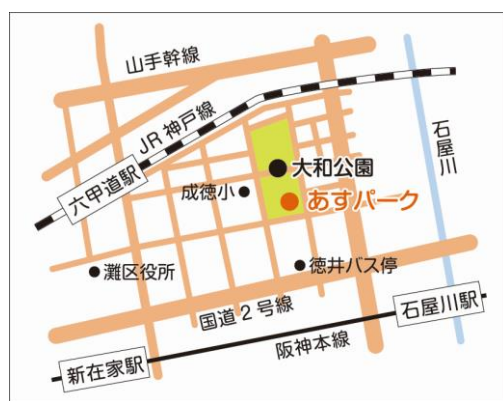 山手幹線
JR神戸線
石屋川
六甲道駅
大和公園
成徳小
あすパーク
灘区役所
徳井バス停
国道2号線
石屋川駅
阪神本線
新在家駅